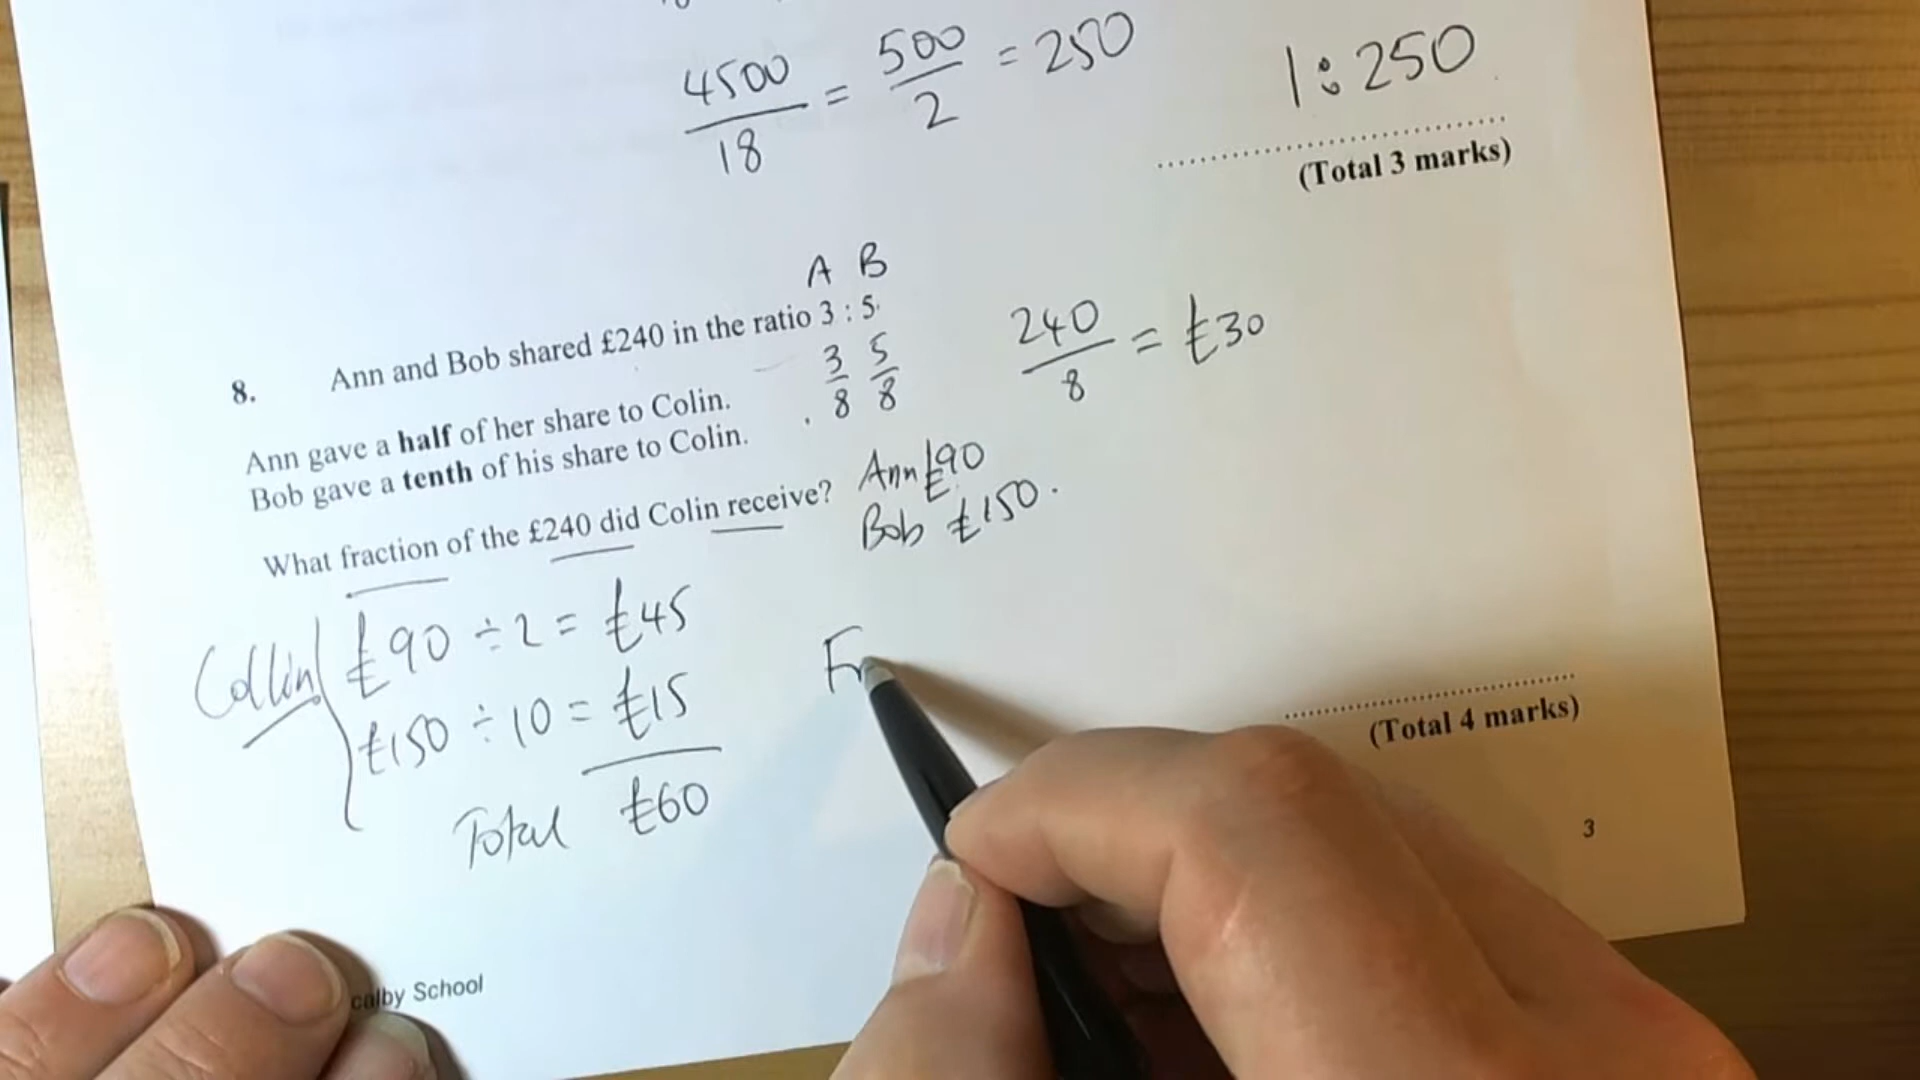 4500/18 = 500/2 = 250
1:250
(Total 3 marks)
A B
8. Ann and Bob shared £240 in the ratio 3 : 5.
3/8 5/8
240/8 = £30
Ann gave a half of her share to Colin.
Bob gave a tenth of his share to Colin.
Ann £90
What fraction of the £240 did Colin receive?
Bob £150.
Collin
£90 ÷ 2 = £45
£150 ÷ 10 = £15
Total £60
Fr
(Total 4 marks)
3
calby School